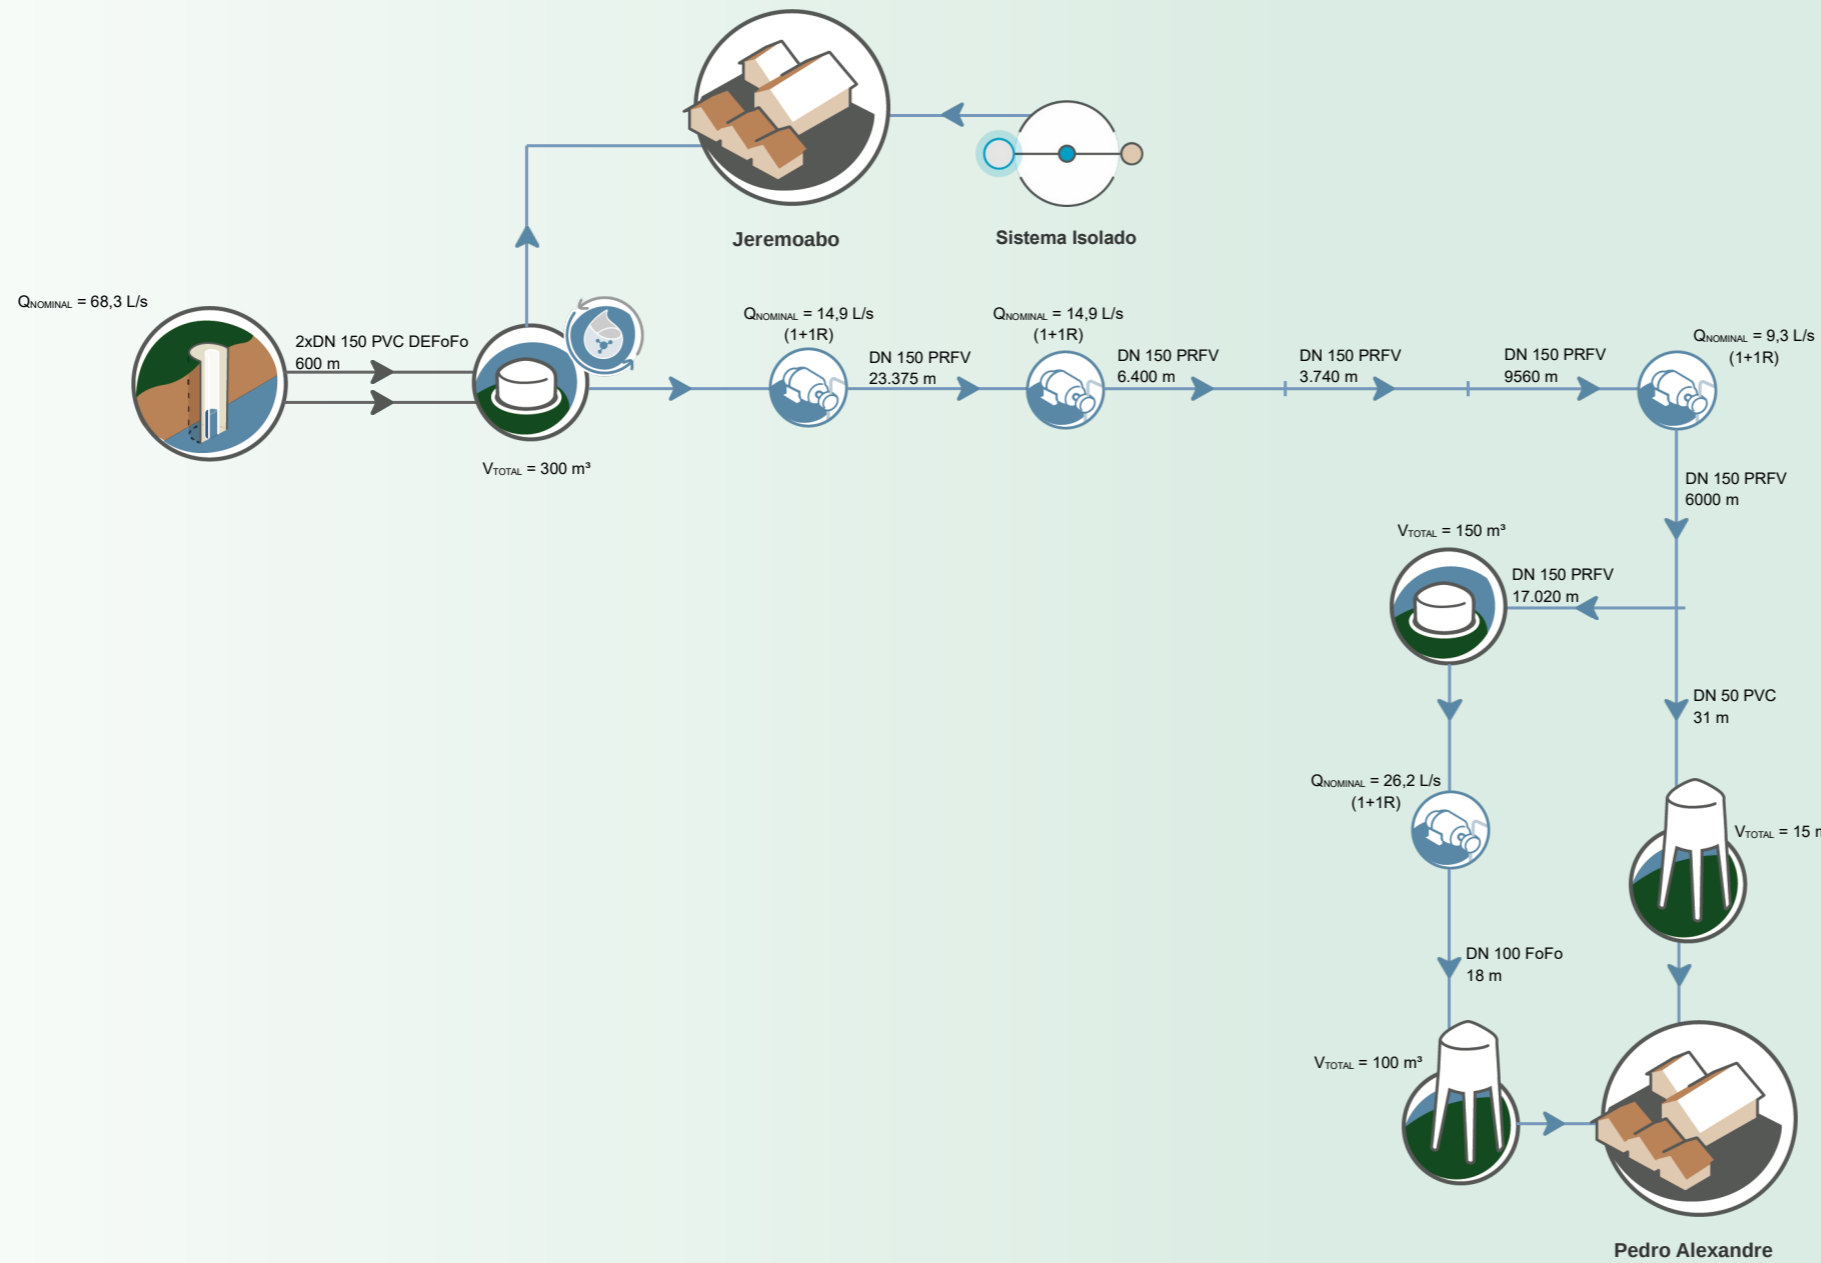 Jeremoabo
Sistema Isolado
QNOMINAL = 68,3 L/s
2xDN 150 PVC DEFoFo
600 m
VTOTAL = 300 m³
QNOMINAL = 14,9 L/s
(1+1R)
DN 150 PRFV
23.375 m
QNOMINAL = 14,9 L/s
(1+1R)
DN 150 PRFV
6.400 m
DN 150 PRFV
3.740 m
DN 150 PRFV
9560 m
QNOMINAL = 9,3 L/s
(1+1R)
DN 150 PRFV
6000 m
VTOTAL = 150 m³
DN 150 PRFV
17.020 m
DN 50 PVC
31 m
QNOMINAL = 26,2 L/s
(1+1R)
VTOTAL = 15 m
DN 100 FoFo
18 m
VTOTAL = 100 m³
Pedro Alexandre